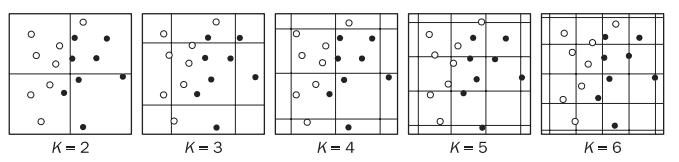 K = 2 K = 3 K = 4 K = 5 K = 6